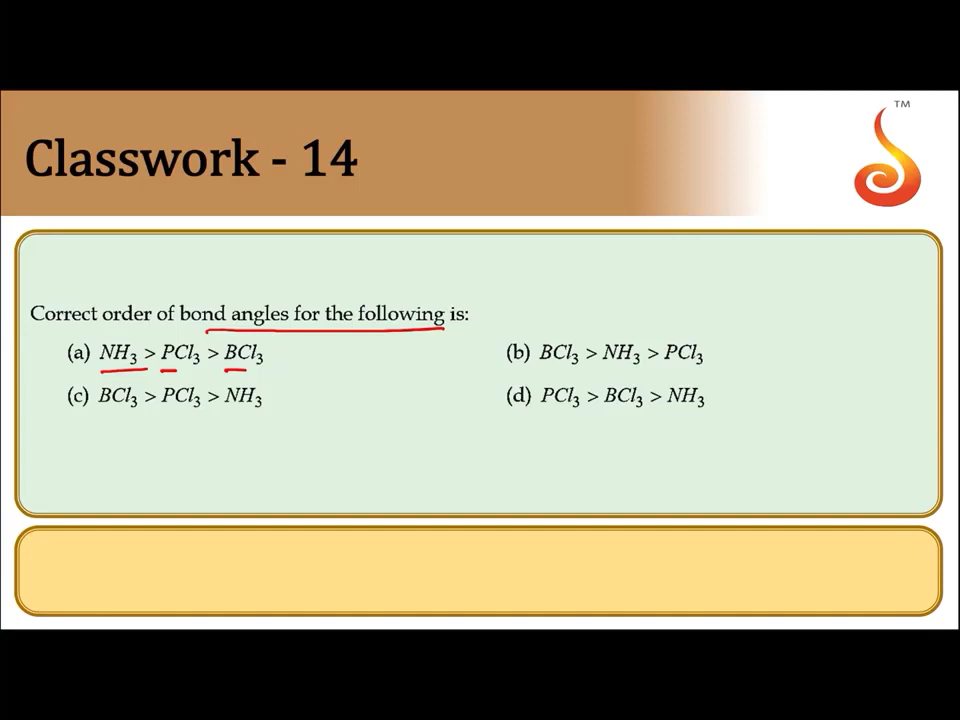 TM
Classwork - 14
Correct order of bond angles for the following is:
(a) NH₃ > PCl₃ > BCl₃ (b) BCl₃ > NH₃ > PCl₃
(c) BCl₃ > PCl₃ > NH₃ (d) PCl₃ > BCl₃ > NH₃